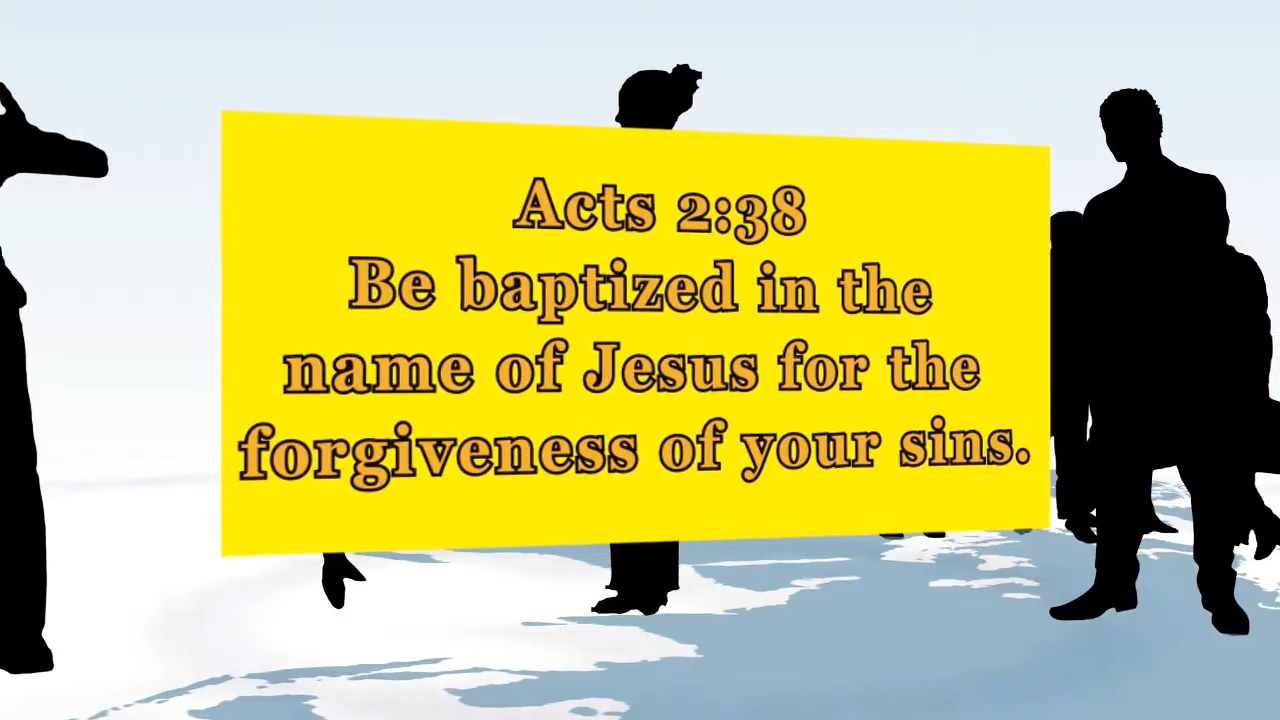 Acts 2:38
Be baptized in the
name of Jesus for the
forgiveness of your sins.